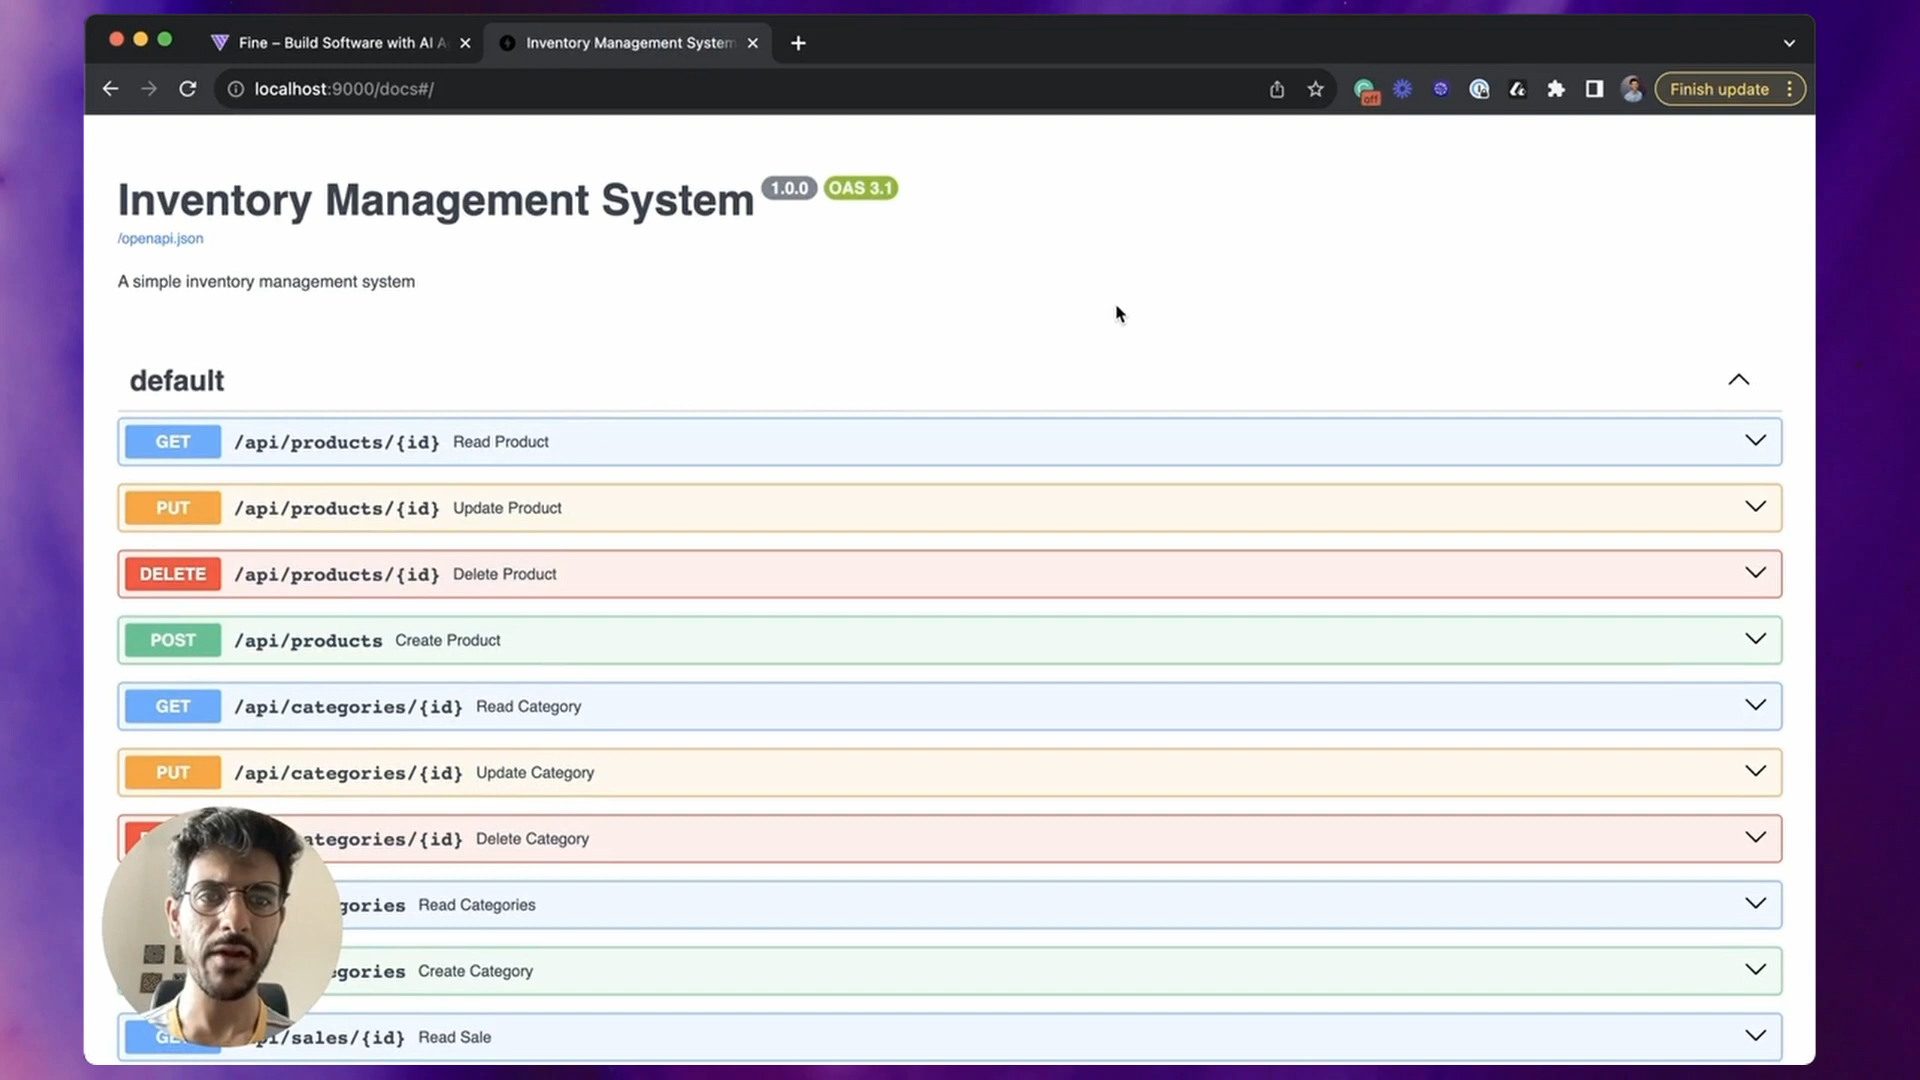 Fine – Build Software with AI A
Inventory Management System
localhost:9000/docs#/
off
Finish update
Inventory Management System 1.0.0 OAS 3.1
/openapi.json
A simple inventory management system
default
GET /api/products/{id} Read Product
PUT /api/products/{id} Update Product
DELETE /api/products/{id} Delete Product
POST /api/products Create Product
GET /api/categories/{id} Read Category
PUT /api/categories/{id} Update Category
ategories/{id} Delete Category
gories Read Categories
egories Create Category
GE pi/sales/{id} Read Sale